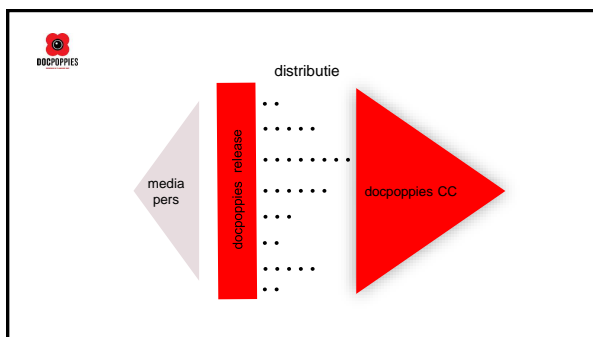 DOCPOPPIES
distributie
media
pers
docpoppies release
docpoppies CC